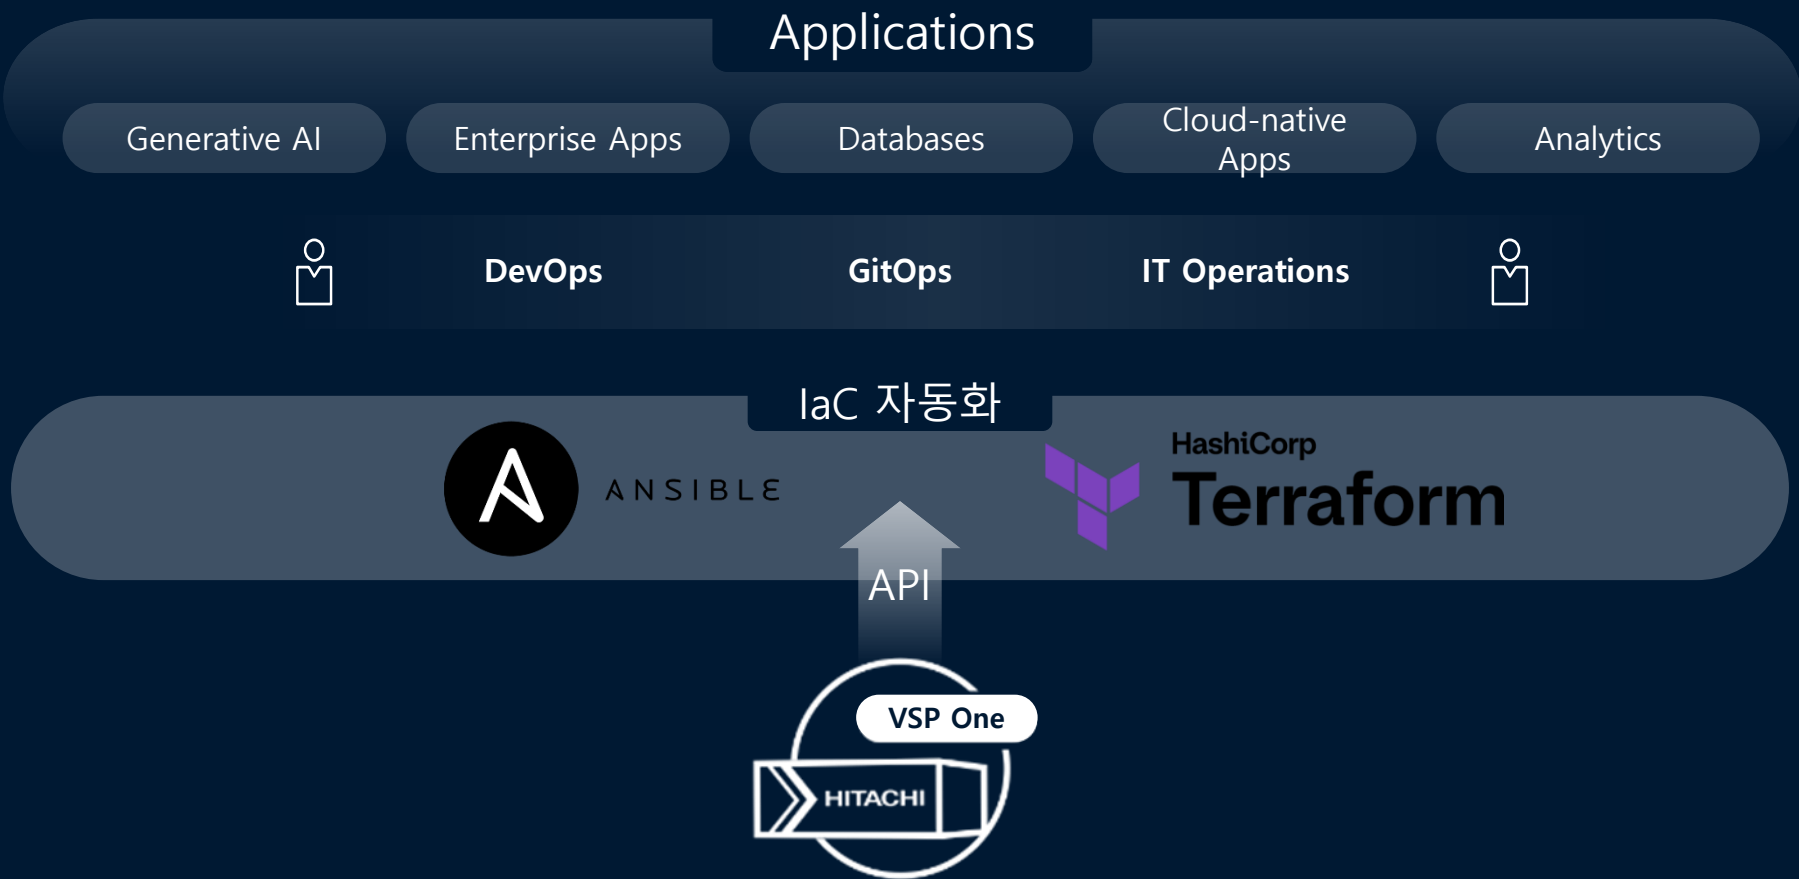 Applications
Generative AI
Enterprise Apps
Databases
Cloud-native
Apps
Analytics
DevOps
GitOps
IT Operations
IaC 자동화
ANSIBLE
HashiCorp
Terraform
API
VSP One
HITACHI